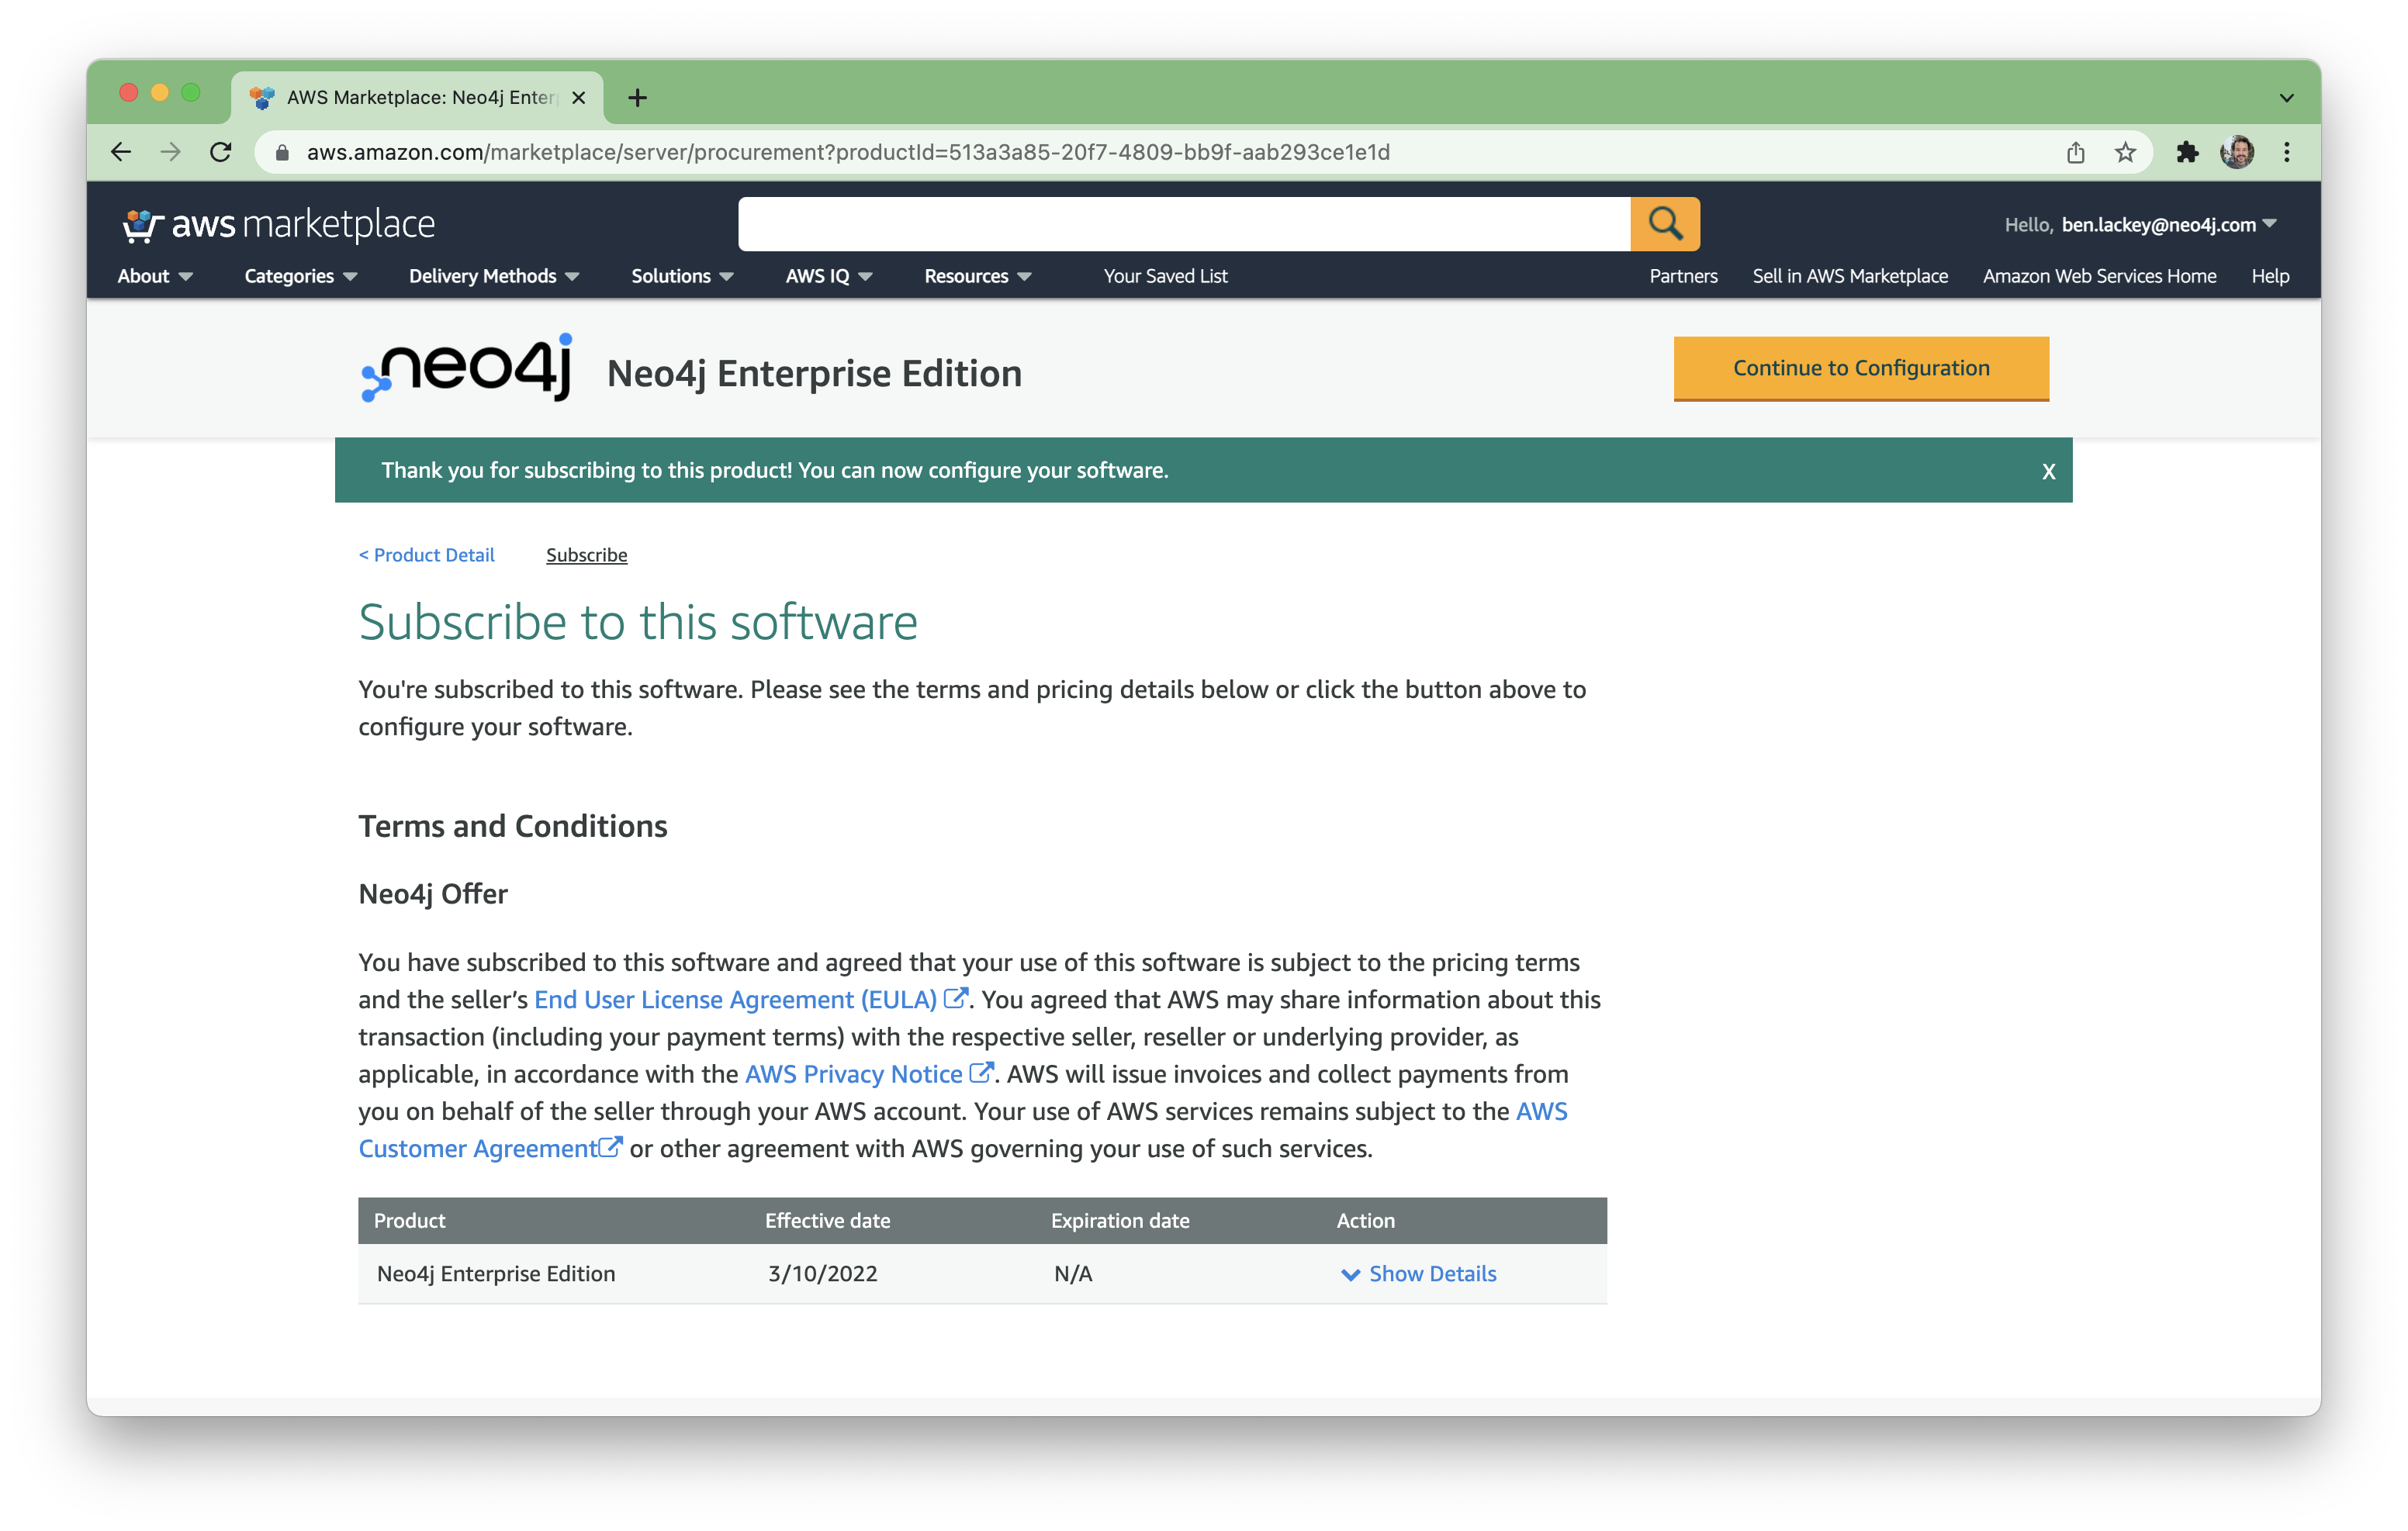 AWS Marketplace: Neo4j Enter
aws.amazon.com/marketplace/server/procurement?productId=513a3a85-20f7-4809-bb9f-aab293ce1e1d
aws marketplace
Hello, ben.lackey@neo4j.com
About Categories Delivery Methods Solutions AWS IQ Resources Your Saved List Partners Sell in AWS Marketplace Amazon Web Services Home Help
neo4j Neo4j Enterprise Edition Continue to Configuration
Thank you for subscribing to this product! You can now configure your software. X
< Product Detail Subscribe
Subscribe to this software
You're subscribed to this software. Please see the terms and pricing details below or click the button above to
configure your software.
Terms and Conditions
Neo4j Offer
You have subscribed to this software and agreed that your use of this software is subject to the pricing terms
and the seller’s End User License Agreement (EULA). You agreed that AWS may share information about this
transaction (including your payment terms) with the respective seller, reseller or underlying provider, as
applicable, in accordance with the AWS Privacy Notice. AWS will issue invoices and collect payments from
you on behalf of the seller through your AWS account. Your use of AWS services remains subject to the AWS
Customer Agreement or other agreement with AWS governing your use of such services.
Product Effective date Expiration date Action
Neo4j Enterprise Edition 3/10/2022 N/A Show Details